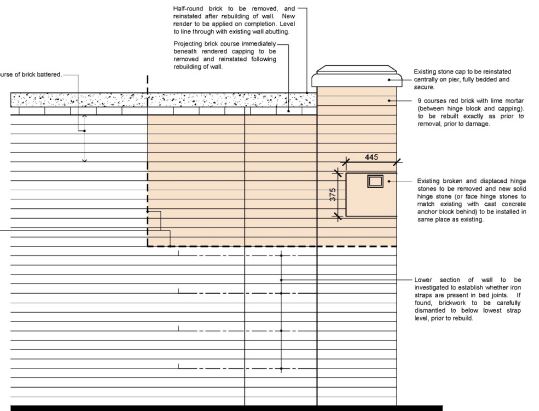 Half-round brick to be removed, and
reinstated after rebuilding of wall. New
render to be applied on completion. Level
to line through with existing wall abutting.
Projecting brick course immediately
beneath rendered capping to be
removed and reinstated following
rebuilding of wall.
urse of brick battered.
Existing stone cap to be reinstated
centrally on pier, fully bedded and
secure.
9 courses red brick with lime mortar
(between hinge block and capping).
to be rebuilt exactly as prior to
removal, prior to damage.
445
375
Existing broken and displaced hinge
stones to be removed and new solid
hinge stone (or face hinge stones to
match existing with cast concrete
anchor block behind) to be installed in
same place as existing.
Lower section of wall to be
investigated to establish whether iron
straps are present in bed joints. If
found, brickwork to be carefully
dismantled to below lowest strap
level, prior to rebuild.